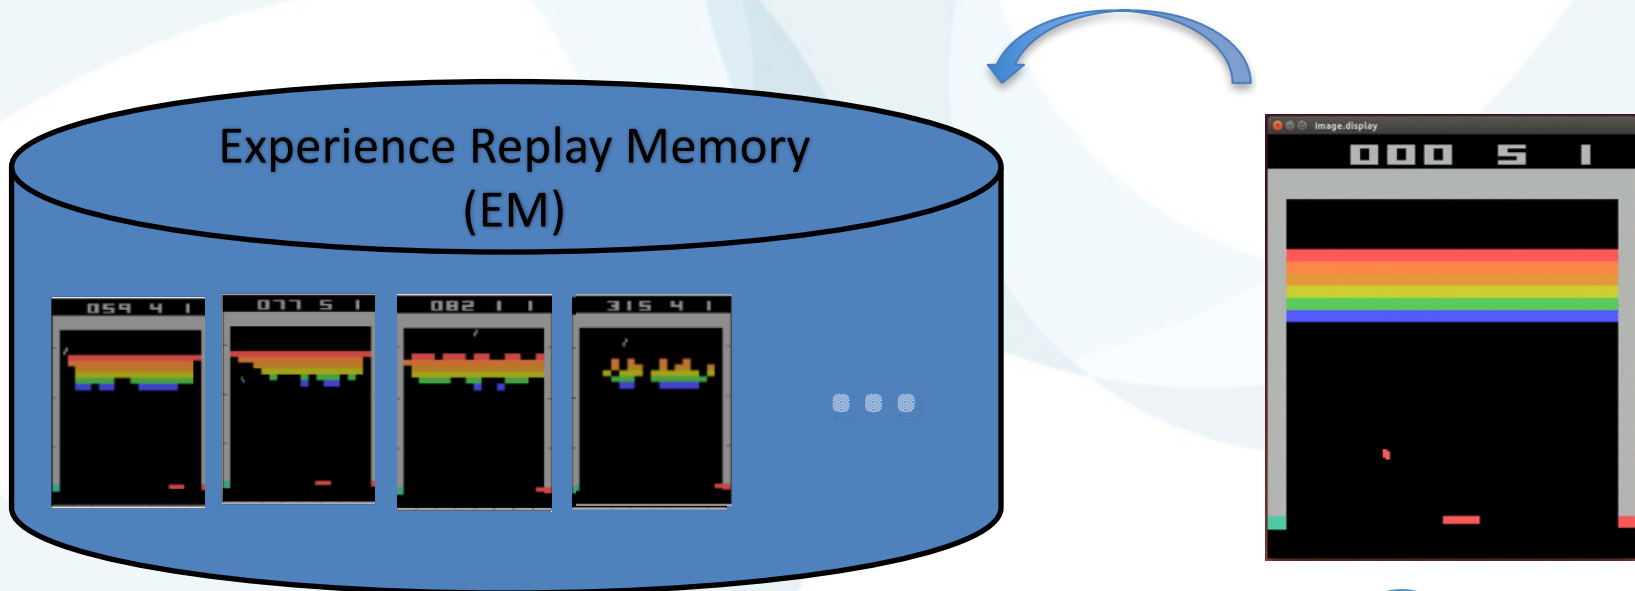 Experience Replay Memory
(EM)
image.display
000 5 1
059 4 1
077 5 1
082 1 1
315 4 1